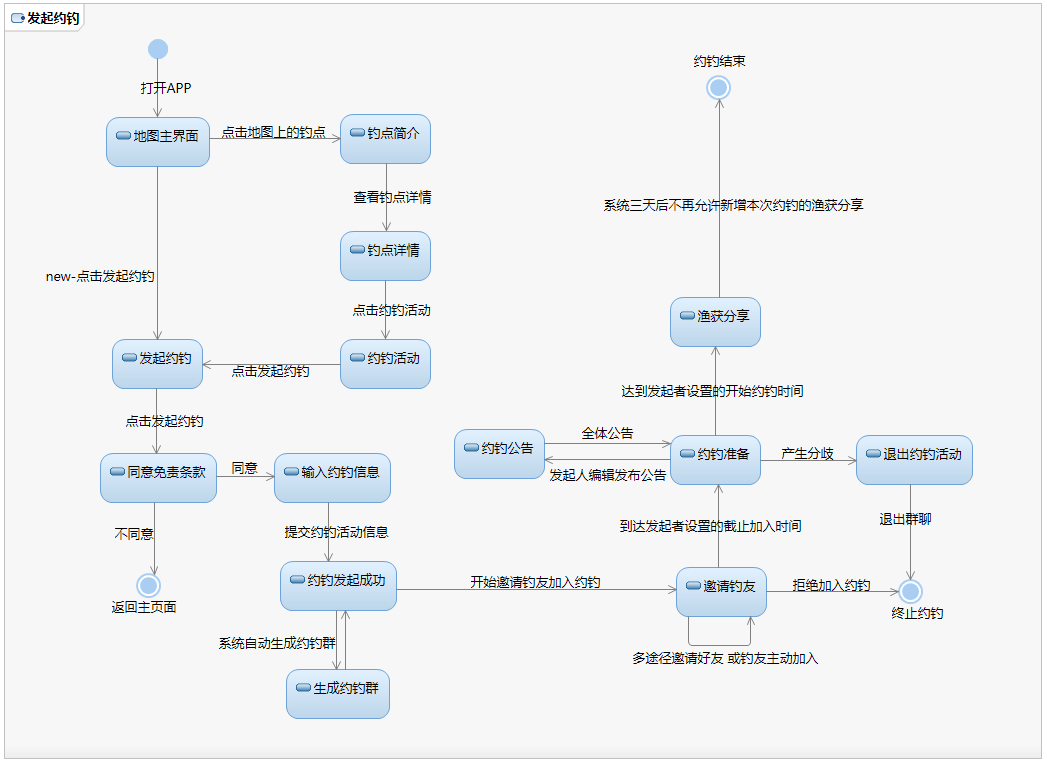 发起约钓
约钓结束
打开APP
地图主界面
点击地图上的钓点
钓点简介
查看钓点详情
系统三天后不再允许新增本次约钓的渔获分享
钓点详情
new-点击发起约钓
点击约钓活动
渔获分享
发起约钓
点击发起约钓
约钓活动
达到发起者设置的开始约钓时间
点击发起约钓
全体公告
约钓公告
约钓准备
产生分歧
退出约钓活动
同意免责条款
同意
输入约钓信息
发起人编辑发布公告
不同意
提交约钓活动信息
到达发起者设置的截止加入时间
退出群聊
约钓发起成功
开始邀请钓友加入约钓
邀请钓友
拒绝加入约钓
返回主页面
终止约钓
系统自动生成约钓群
多途径邀请好友 或钓友主动加入
生成约钓群